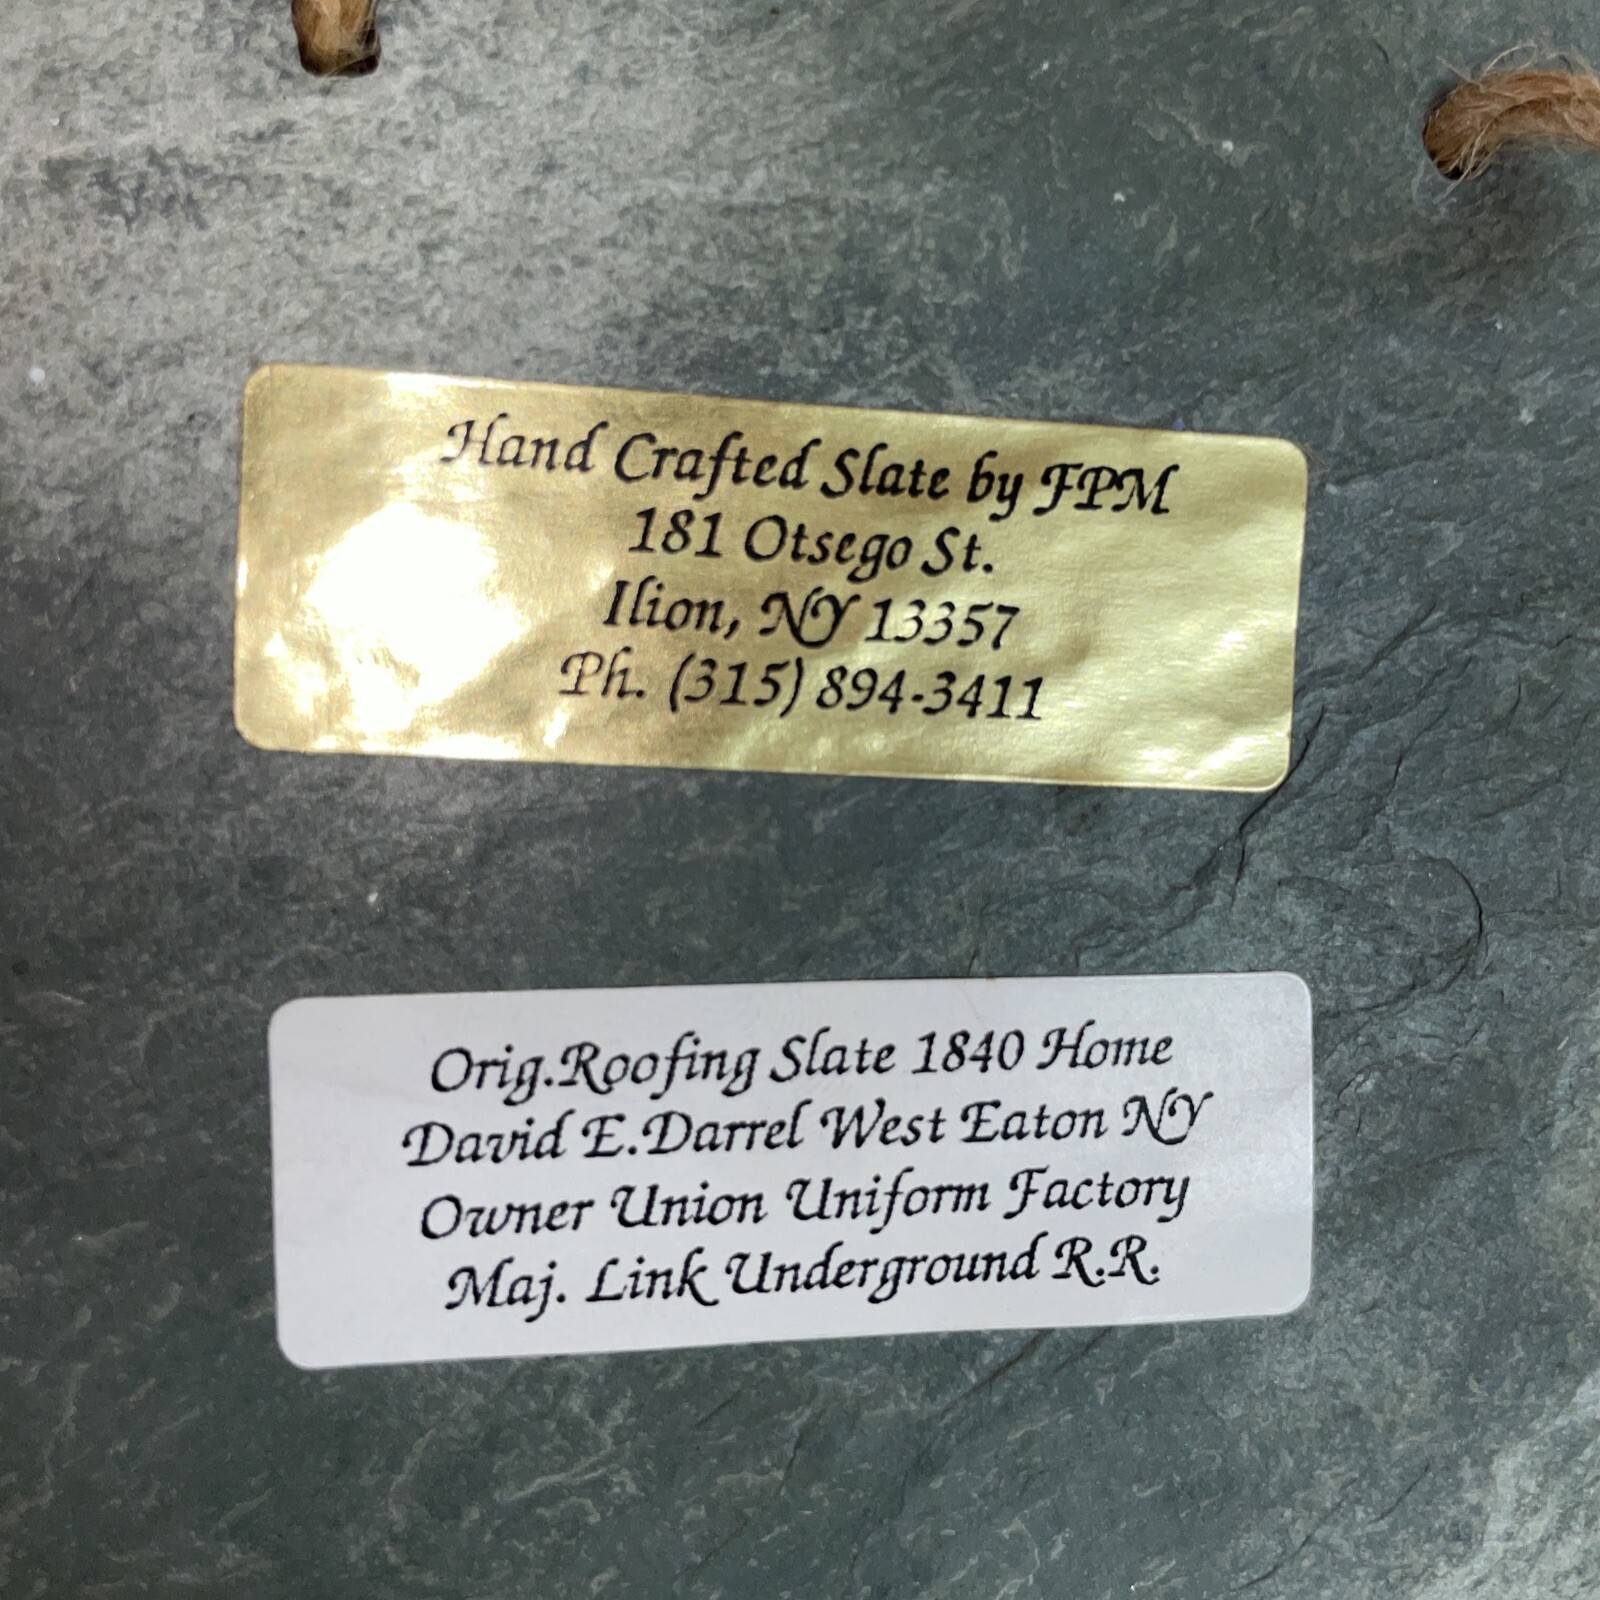 Hand Crafted Slate by FPM
181 Otsego St.
Ilion, NY 13357
Ph. (315) 894-3411
Orig.Roofing Slate 1840 Home
David E.Darrel West Eaton NY
Owner Union Uniform Factory
Maj. Link Underground R.R.